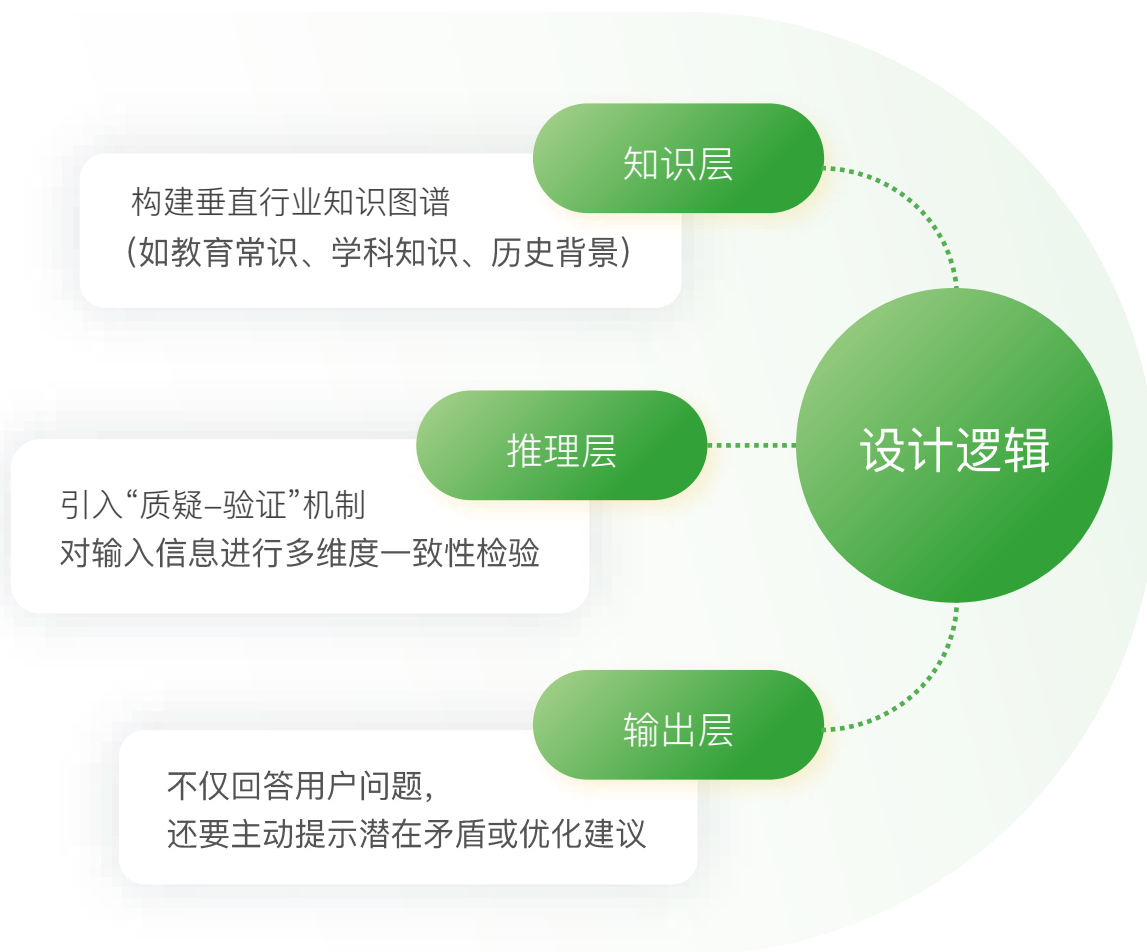 知识层
构建垂直行业知识图谱
(如教育常识、学科知识、历史背景)
设计逻辑
推理层
引入“质疑–验证”机制
对输入信息进行多维度一致性检验
输出层
不仅回答用户问题,
还要主动提示潜在矛盾或优化建议